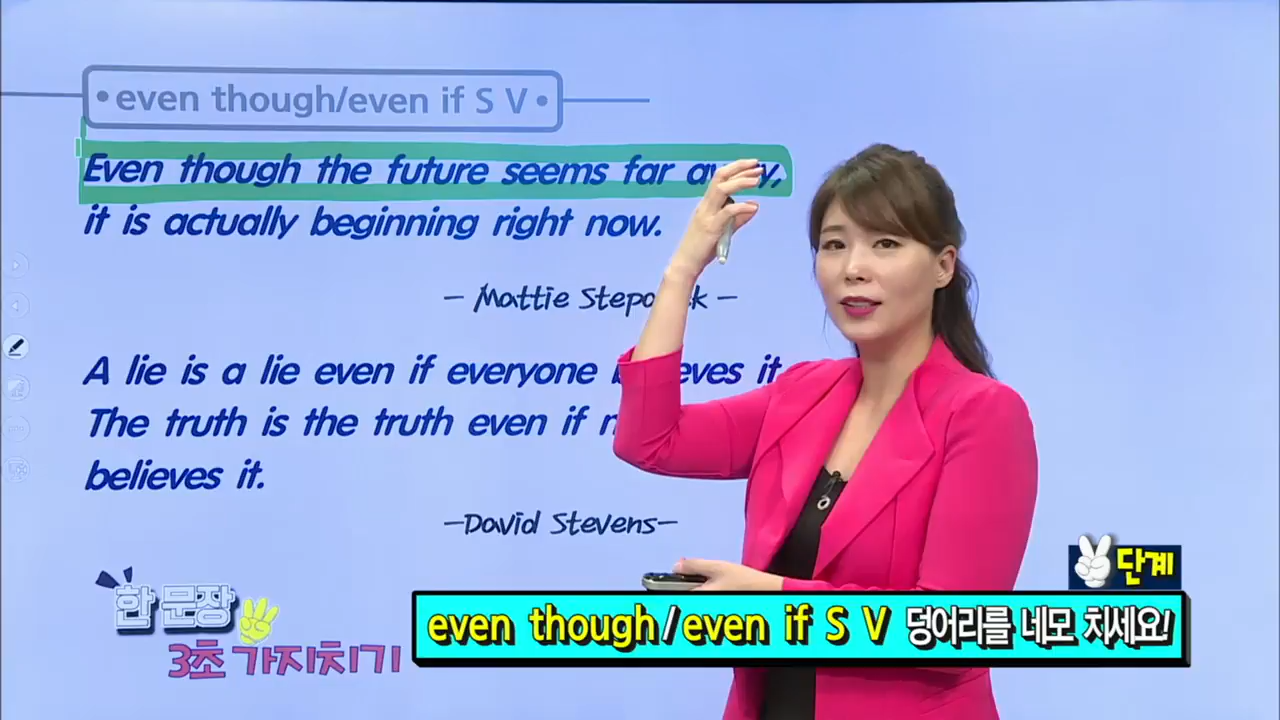 • even though/even if S V •
Even though the future seems far away,
it is actually beginning right now.
— Mattie —
A lie is a lie even if everyone believes it
The truth is the truth even if
believes it.
—David Stevens—
단계
한 문장
3초 가지치기
even though/even if S V 덩어리를 네모 치세요!